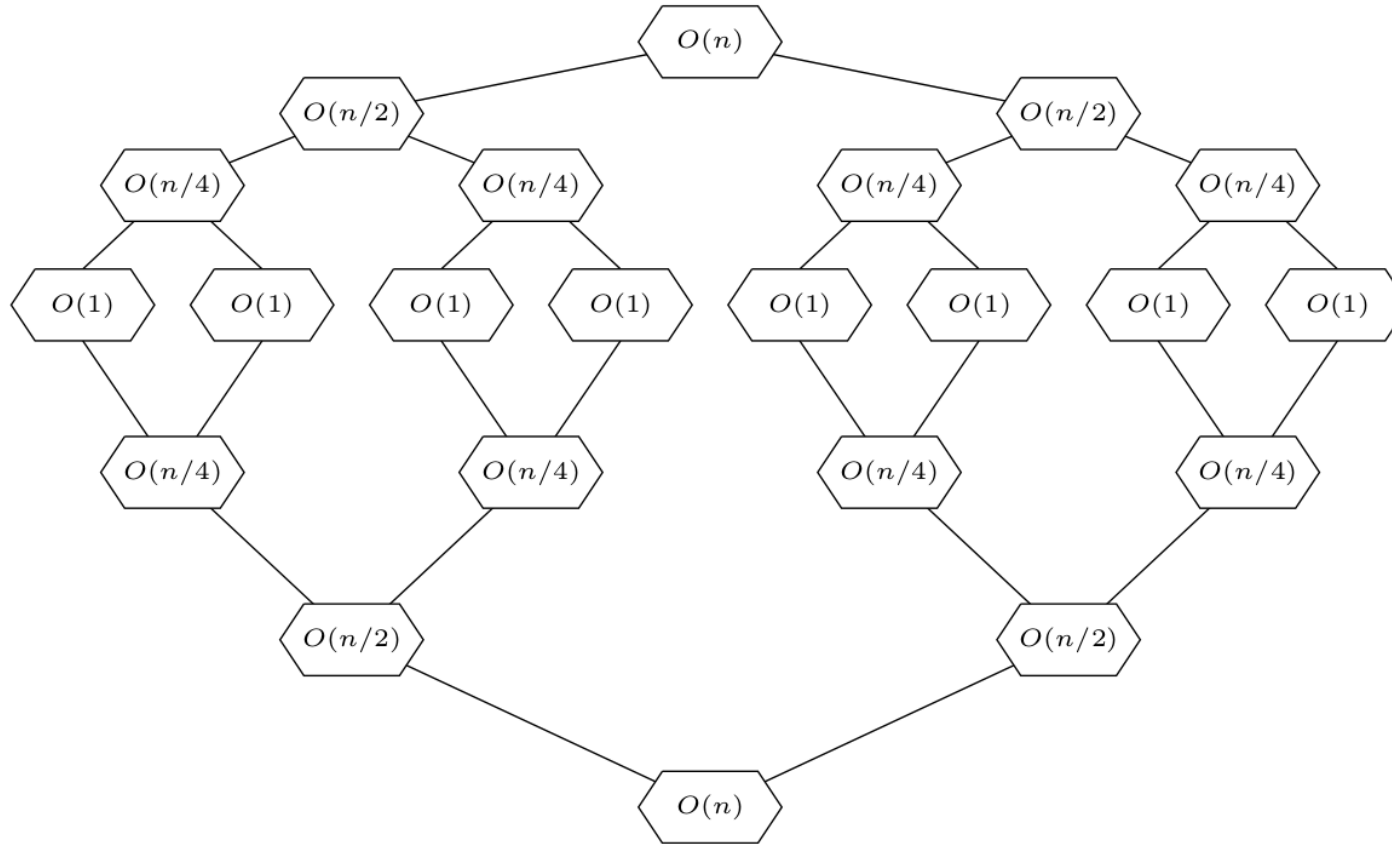 O(n)
O(n/2) O(n/2)
O(n/4) O(n/4) O(n/4) O(n/4)
O(1) O(1) O(1) O(1) O(1) O(1) O(1) O(1)
O(n/4) O(n/4) O(n/4) O(n/4)
O(n/2) O(n/2)
O(n)